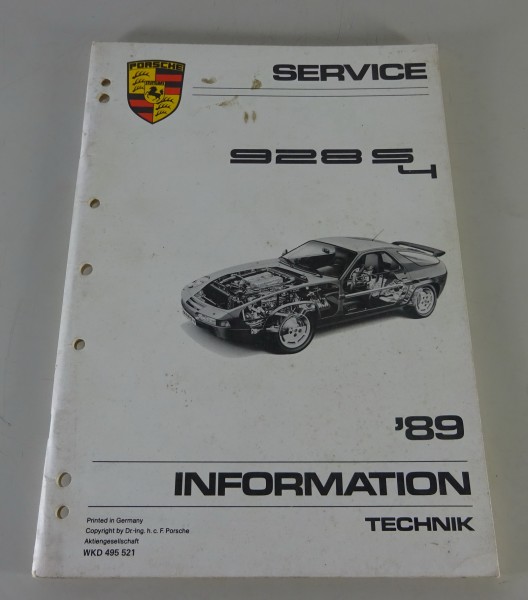 PORSCHE
SERVICE
928 S4
'89
INFORMATION
TECHNIK
Printed in Germany
Copyright by Dr.-Ing. h. c. F. Porsche
Aktiengesellschaft
WKD 495 521